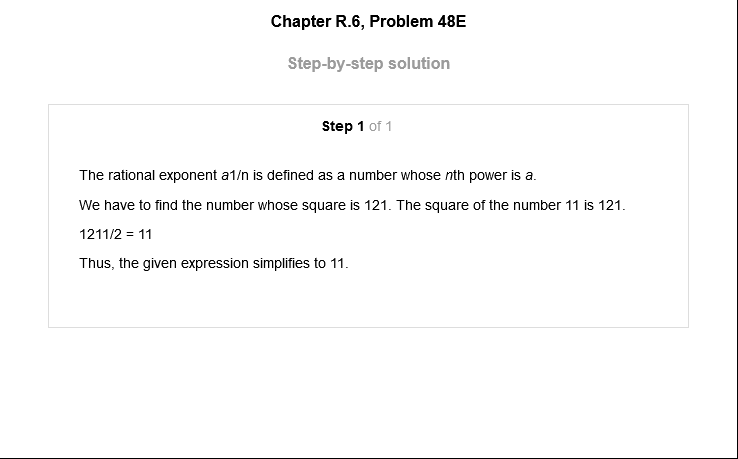 Chapter R.6, Problem 48E
Step-by-step solution
Step 1 of 1
The rational exponent a1/n is defined as a number whose nth power is a.
We have to find the number whose square is 121. The square of the number 11 is 121.
1211/2 = 11
Thus, the given expression simplifies to 11.